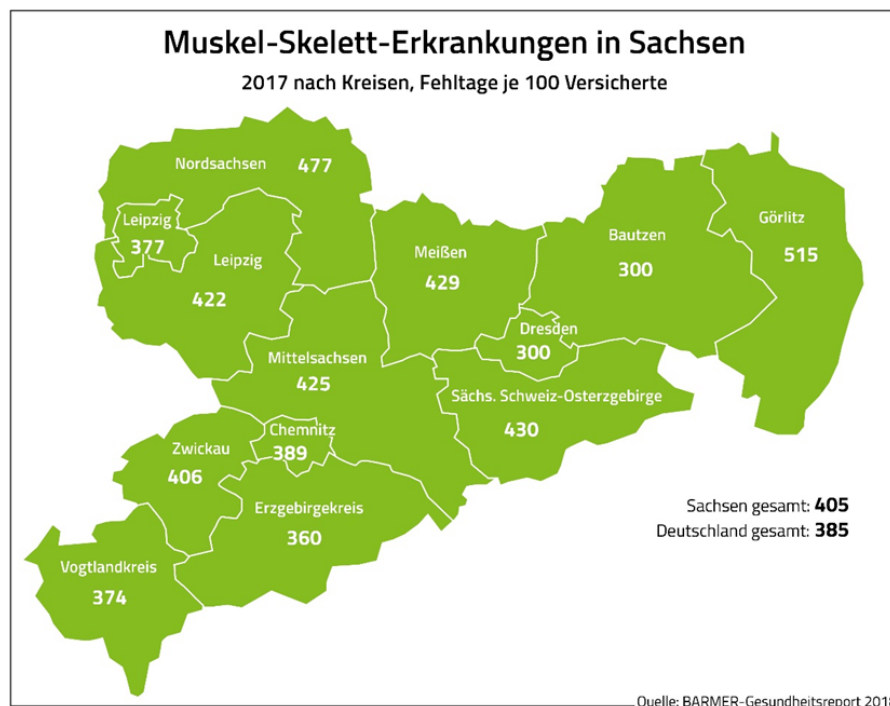 Muskel-Skelett-Erkrankungen in Sachsen
2017 nach Kreisen, Fehltage je 100 Versicherte
Nordsachsen 477
Leipzig
377
Leipzig
422
Meißen
429
Bautzen
300
Görlitz
515
Dresden
300
Mittelsachsen
425
Sächs. Schweiz-Osterzgebirge
430
Chemnitz
389
Zwickau
406
Erzgebirgekreis
360
Vogtlandkreis
374
Sachsen gesamt: 405
Deutschland gesamt: 385
Quelle: BARMER-Gesundheitsreport 2018